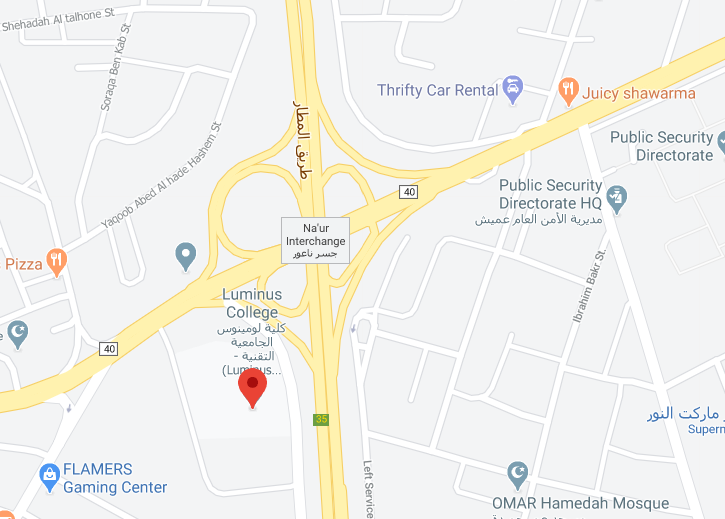 Shehadah Al talhone St
Soraqa Ben Kab St
Yaqoob Abed Al hade Hashem St
طريق المطار
Thrifty Car Rental
Juicy shawarma
Public Security
Directorate
40
Public Security
Directorate HQ
مديرية الأمن العام عميش
Na'ur
Interchange
جسر ناعور
Pizza
Ibrahim Bakr St...
Luminus
College
كلية لومينوس
الجامعية
التقنية -
(Luminus...
40
35
ماركت النور
Superm
FLAMERS
Gaming Center
Left Service
OMAR Hamedah Mosque